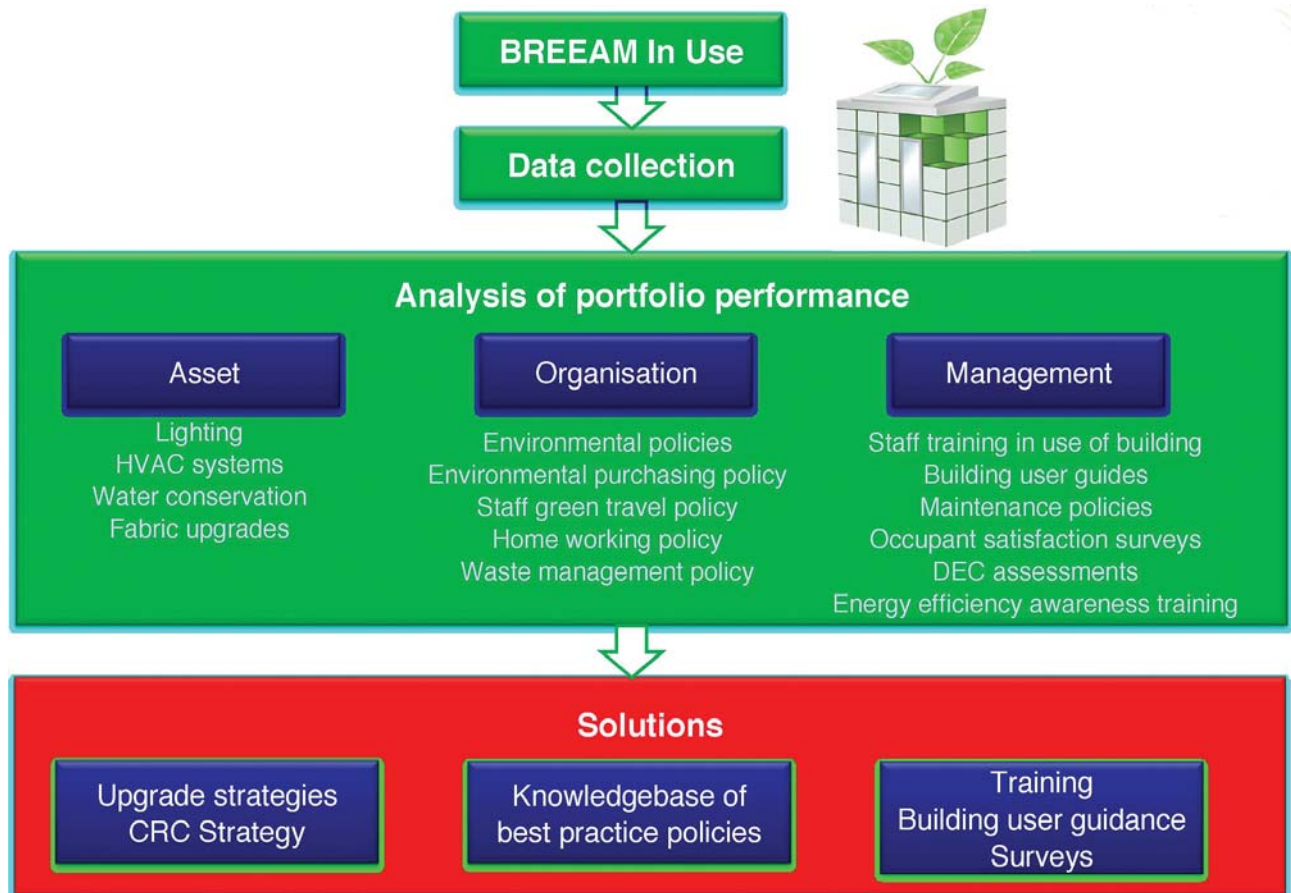 BREEAM In Use
Data collection
Analysis of portfolio performance
Asset
Lighting
HVAC systems
Water conservation
Fabric upgrades
Organisation
Environmental policies
Environmental purchasing policy
Staff green travel policy
Home working policy
Waste management policy
Management
Staff training in use of building
Building user guides
Maintenance policies
Occupant satisfaction surveys
DEC assessments
Energy efficiency awareness training
Solutions
Upgrade strategies
CRC Strategy
Knowledgebase of
best practice policies
Training
Building user guidance
Surveys